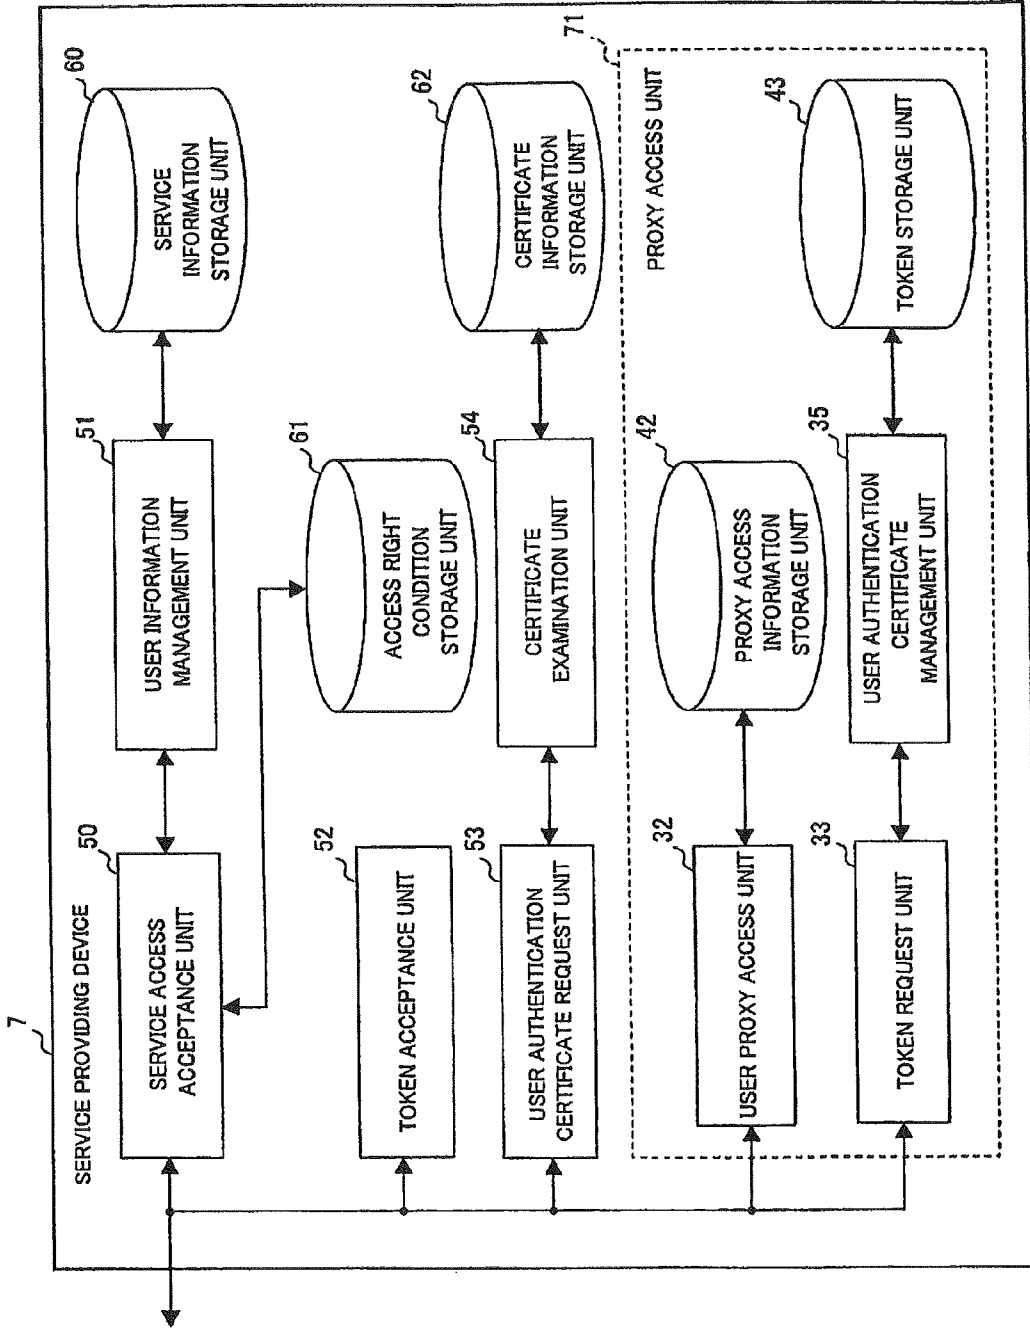 7
SERVICE PROVIDING DEVICE
50
SERVICE ACCESS
ACCEPTANCE UNIT
51
USER INFORMATION
MANAGEMENT UNIT
60
SERVICE
INFORMATION
STORAGE UNIT
61
ACCESS RIGHT
CONDITION
STORAGE UNIT
52
TOKEN ACCEPTANCE UNIT
53
USER AUTHENTICATION
CERTIFICATE REQUEST UNIT
54
CERTIFICATE
EXAMINATION UNIT
62
CERTIFICATE
INFORMATION
STORAGE UNIT
71
PROXY ACCESS UNIT
32
USER PROXY ACCESS UNIT
42
PROXY ACCESS
INFORMATION
STORAGE UNIT
33
TOKEN REQUEST UNIT
35
USER AUTHENTICATION
CERTIFICATE
MANAGEMENT UNIT
43
TOKEN STORAGE UNIT